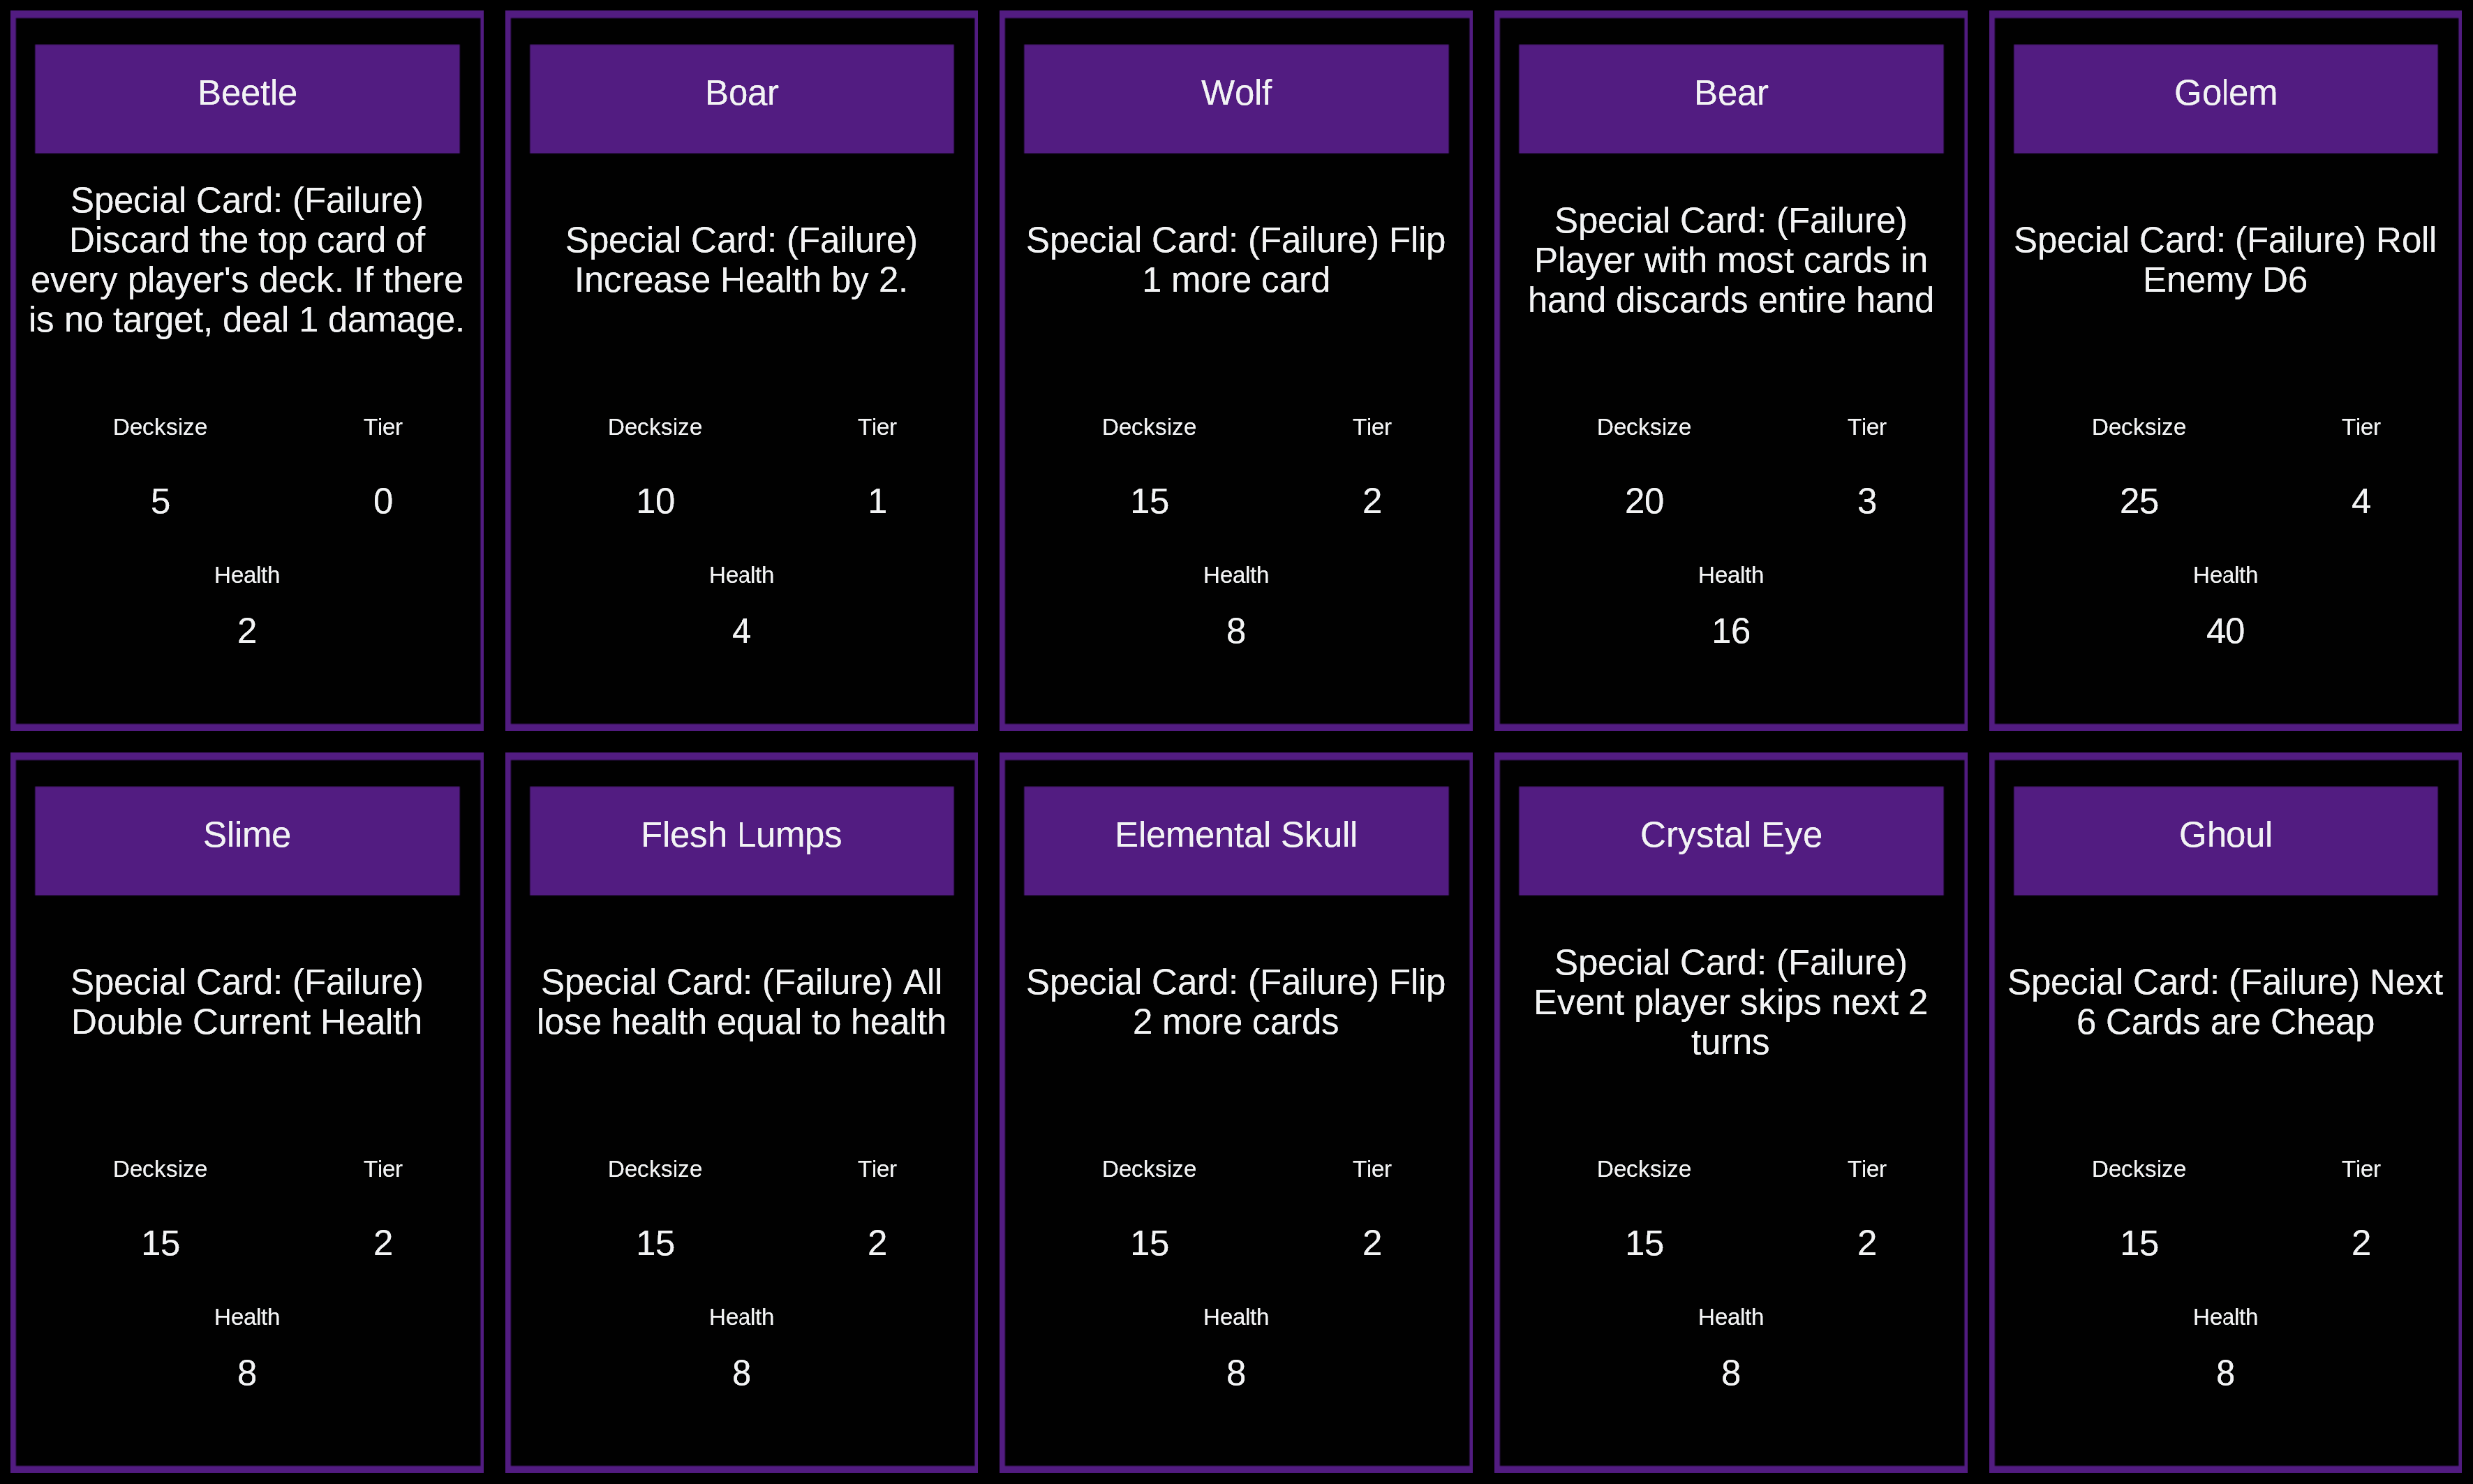 Beetle
Special Card: (Failure)
Discard the top card of
every player's deck. If there
is no target, deal 1 damage.
Decksize Tier
5 0
Health
2
Boar
Special Card: (Failure)
Increase Health by 2.
Decksize Tier
10 1
Health
4
Wolf
Special Card: (Failure) Flip
1 more card
Decksize Tier
15 2
Health
8
Bear
Special Card: (Failure)
Player with most cards in
hand discards entire hand
Decksize Tier
20 3
Health
16
Golem
Special Card: (Failure) Roll
Enemy D6
Decksize Tier
25 4
Health
40
Slime
Special Card: (Failure)
Double Current Health
Decksize Tier
15 2
Health
8
Flesh Lumps
Special Card: (Failure) All
lose health equal to health
Decksize Tier
15 2
Health
8
Elemental Skull
Special Card: (Failure) Flip
2 more cards
Decksize Tier
15 2
Health
8
Crystal Eye
Special Card: (Failure)
Event player skips next 2
turns
Decksize Tier
15 2
Health
8
Ghoul
Special Card: (Failure) Next
6 Cards are Cheap
Decksize Tier
15 2
Health
8